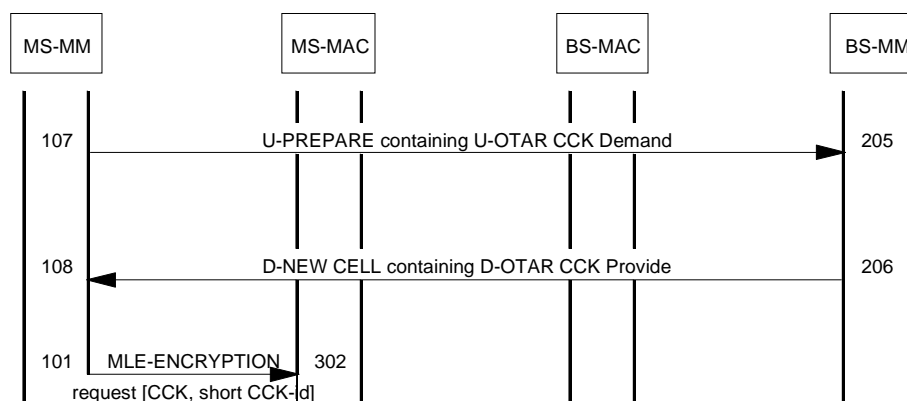 MS-MM MS-MAC BS-MAC BS-MM
107 U-PREPARE containing U-OTAR CCK Demand 205
108 D-NEW CELL containing D-OTAR CCK Provide 206
101 MLE-ENCRYPTION 302
request [CCK, short CCK-id]